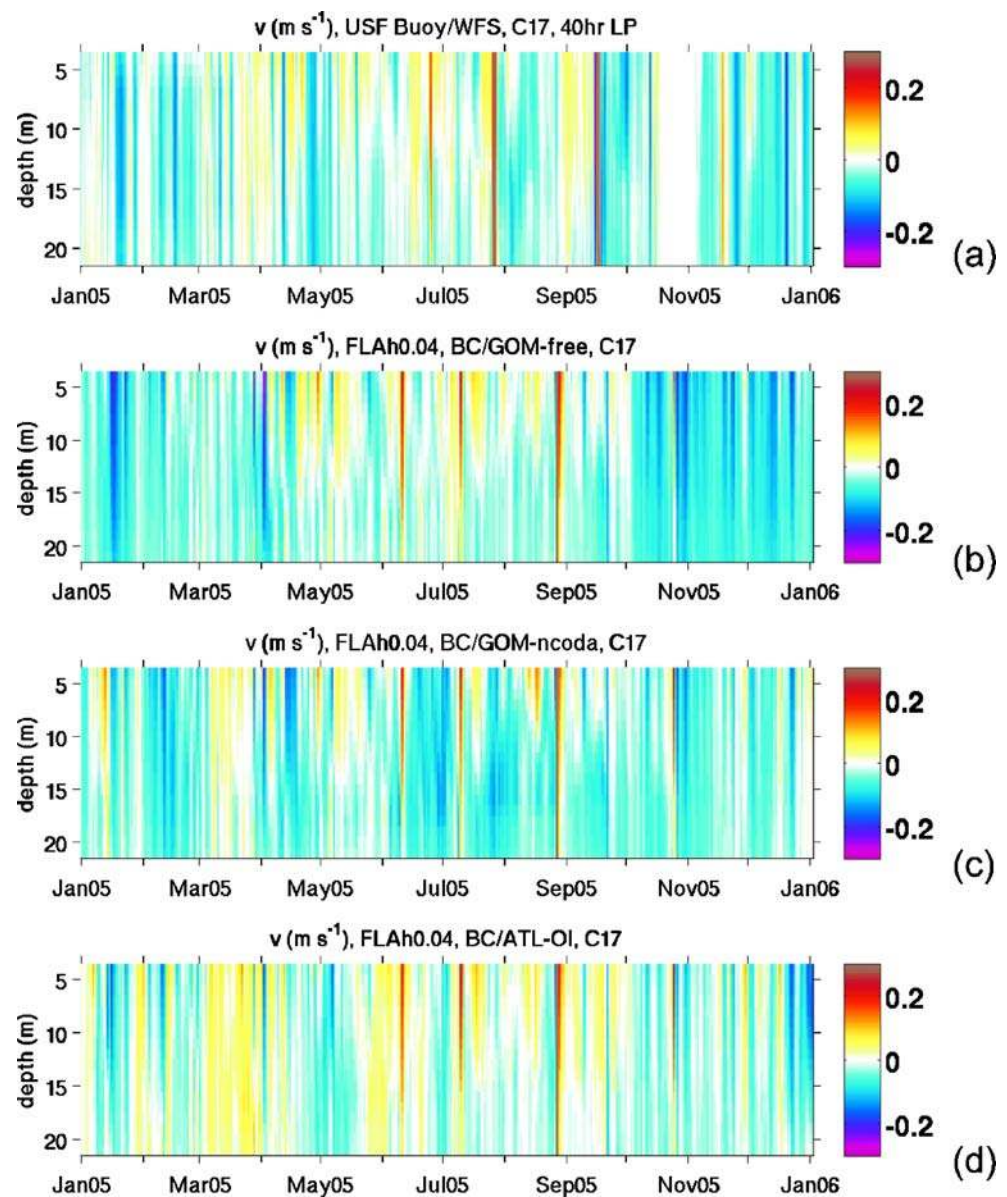 v (m s-1), USF Buoy/WFS, C17, 40hr LP
depth (m)
5
10
15
20
Jan05 Mar05 May05 Jul05 Sep05 Nov05 Jan06
0.2
0
-0.2
(a)
v (m s-1), FLAh0.04, BC/GOM-free, C17
depth (m)
5
10
15
20
Jan05 Mar05 May05 Jul05 Sep05 Nov05 Jan06
0.2
0
-0.2
(b)
v (m s-1), FLAh0.04, BC/GOM-ncoda, C17
depth (m)
5
10
15
20
Jan05 Mar05 May05 Jul05 Sep05 Nov05 Jan06
0.2
0
-0.2
(c)
v (m s-1), FLAh0.04, BC/ATL-OI, C17
depth (m)
5
10
15
20
Jan05 Mar05 May05 Jul05 Sep05 Nov05 Jan06
0.2
0
-0.2
(d)